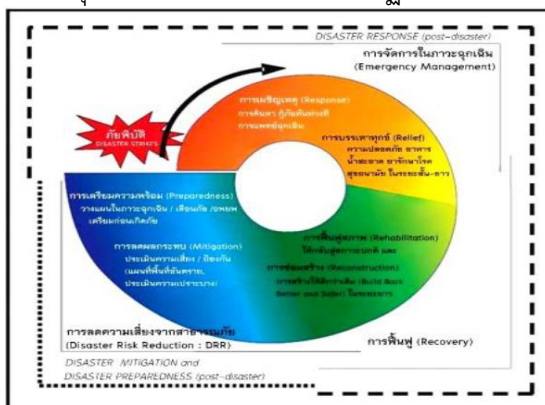 DISASTER RESPONSE (post-disaster)
การจัดการในภาวะฉุกเฉิน
(Emergency Management)
การเผชิญเหตุ (Response)
การค้นหา กู้ภัยทันท่วงที
การแพทย์ฉุกเฉิน
ภัยพิบัติ
DISASTER STRIKES
การบรรเทาทุกข์ (Relief)
ความปลอดภัย อาหาร
น้ำสะอาด ยารักษาโรค
สุขอนามัย ในระยะสั้น-ยาว
การเตรียมความพร้อม (Preparedness)
วางแผนในภาวะฉุกเฉิน / เตือนภัย / อพยพ
เตรียมก่อนเกิดภัย
การลดผลกระทบ (Mitigation)
ประเมินความเสี่ยง / ป้องกัน
(แผนที่พื้นที่อันตราย,
ประเมินความเปราะบาง)
การฟื้นสภาพ (Rehabilitation)
ให้กลับสู่สภาวะปกติ และ
การซ่อมสร้าง (Reconstruction)
การสร้างให้ดีกว่าเดิม (Build Back
Better and Safer) ในระยะยาว
การลดความเสี่ยงจากสาธารณภัย
(Disaster Risk Reduction : DRR)
การฟื้นฟู (Recovery)
DISASTER MITIGATION and
DISASTER PREPAREDNESS (post-disaster)